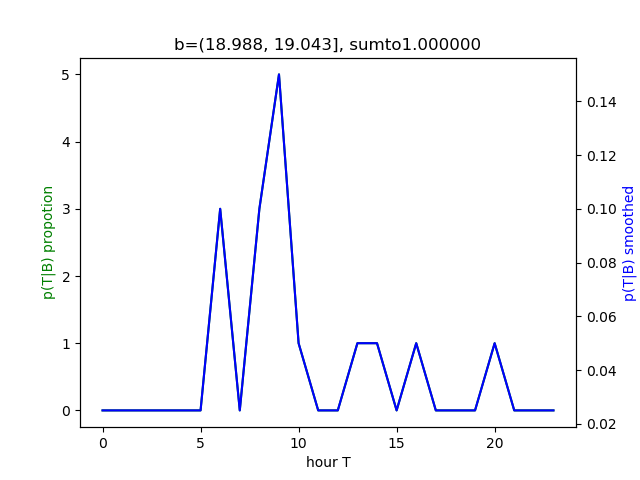 b=(18.988, 19.043], sumto1.000000
p(T|B) propotion
5
4
3
2
1
0
0.14
0.12
0.10
0.08
0.06
0.04
0.02
p(T|B) smoothed
0 5 10 15 20
hour T